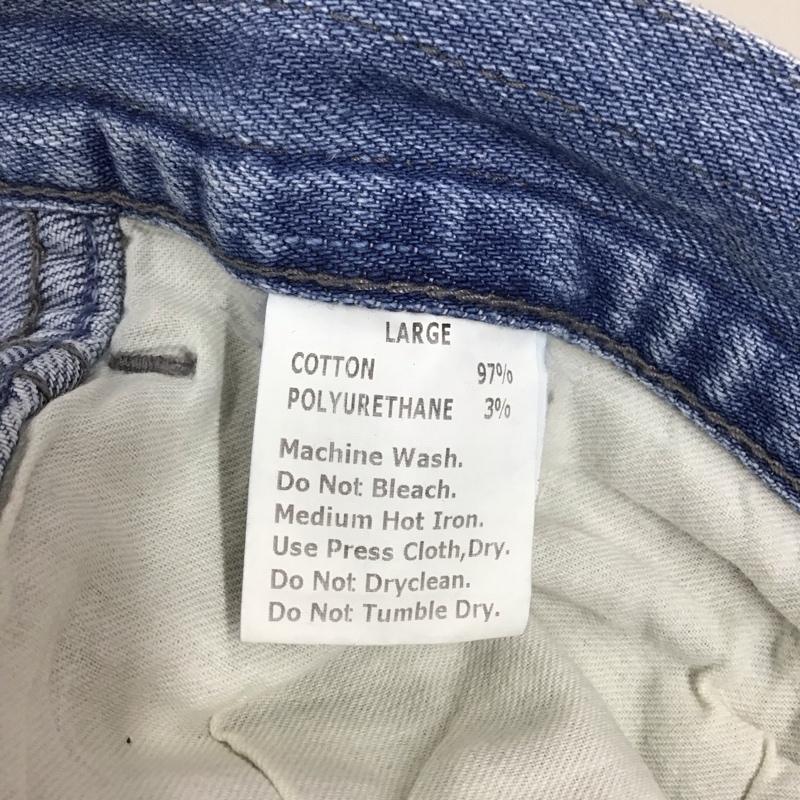 LARGE
COTTON 97%
POLYURETHANE 3%
Machine Wash.
Do Not Bleach.
Medium Hot Iron.
Use Press Cloth,Dry.
Do Not Dryclean.
Do Not Tumble Dry.